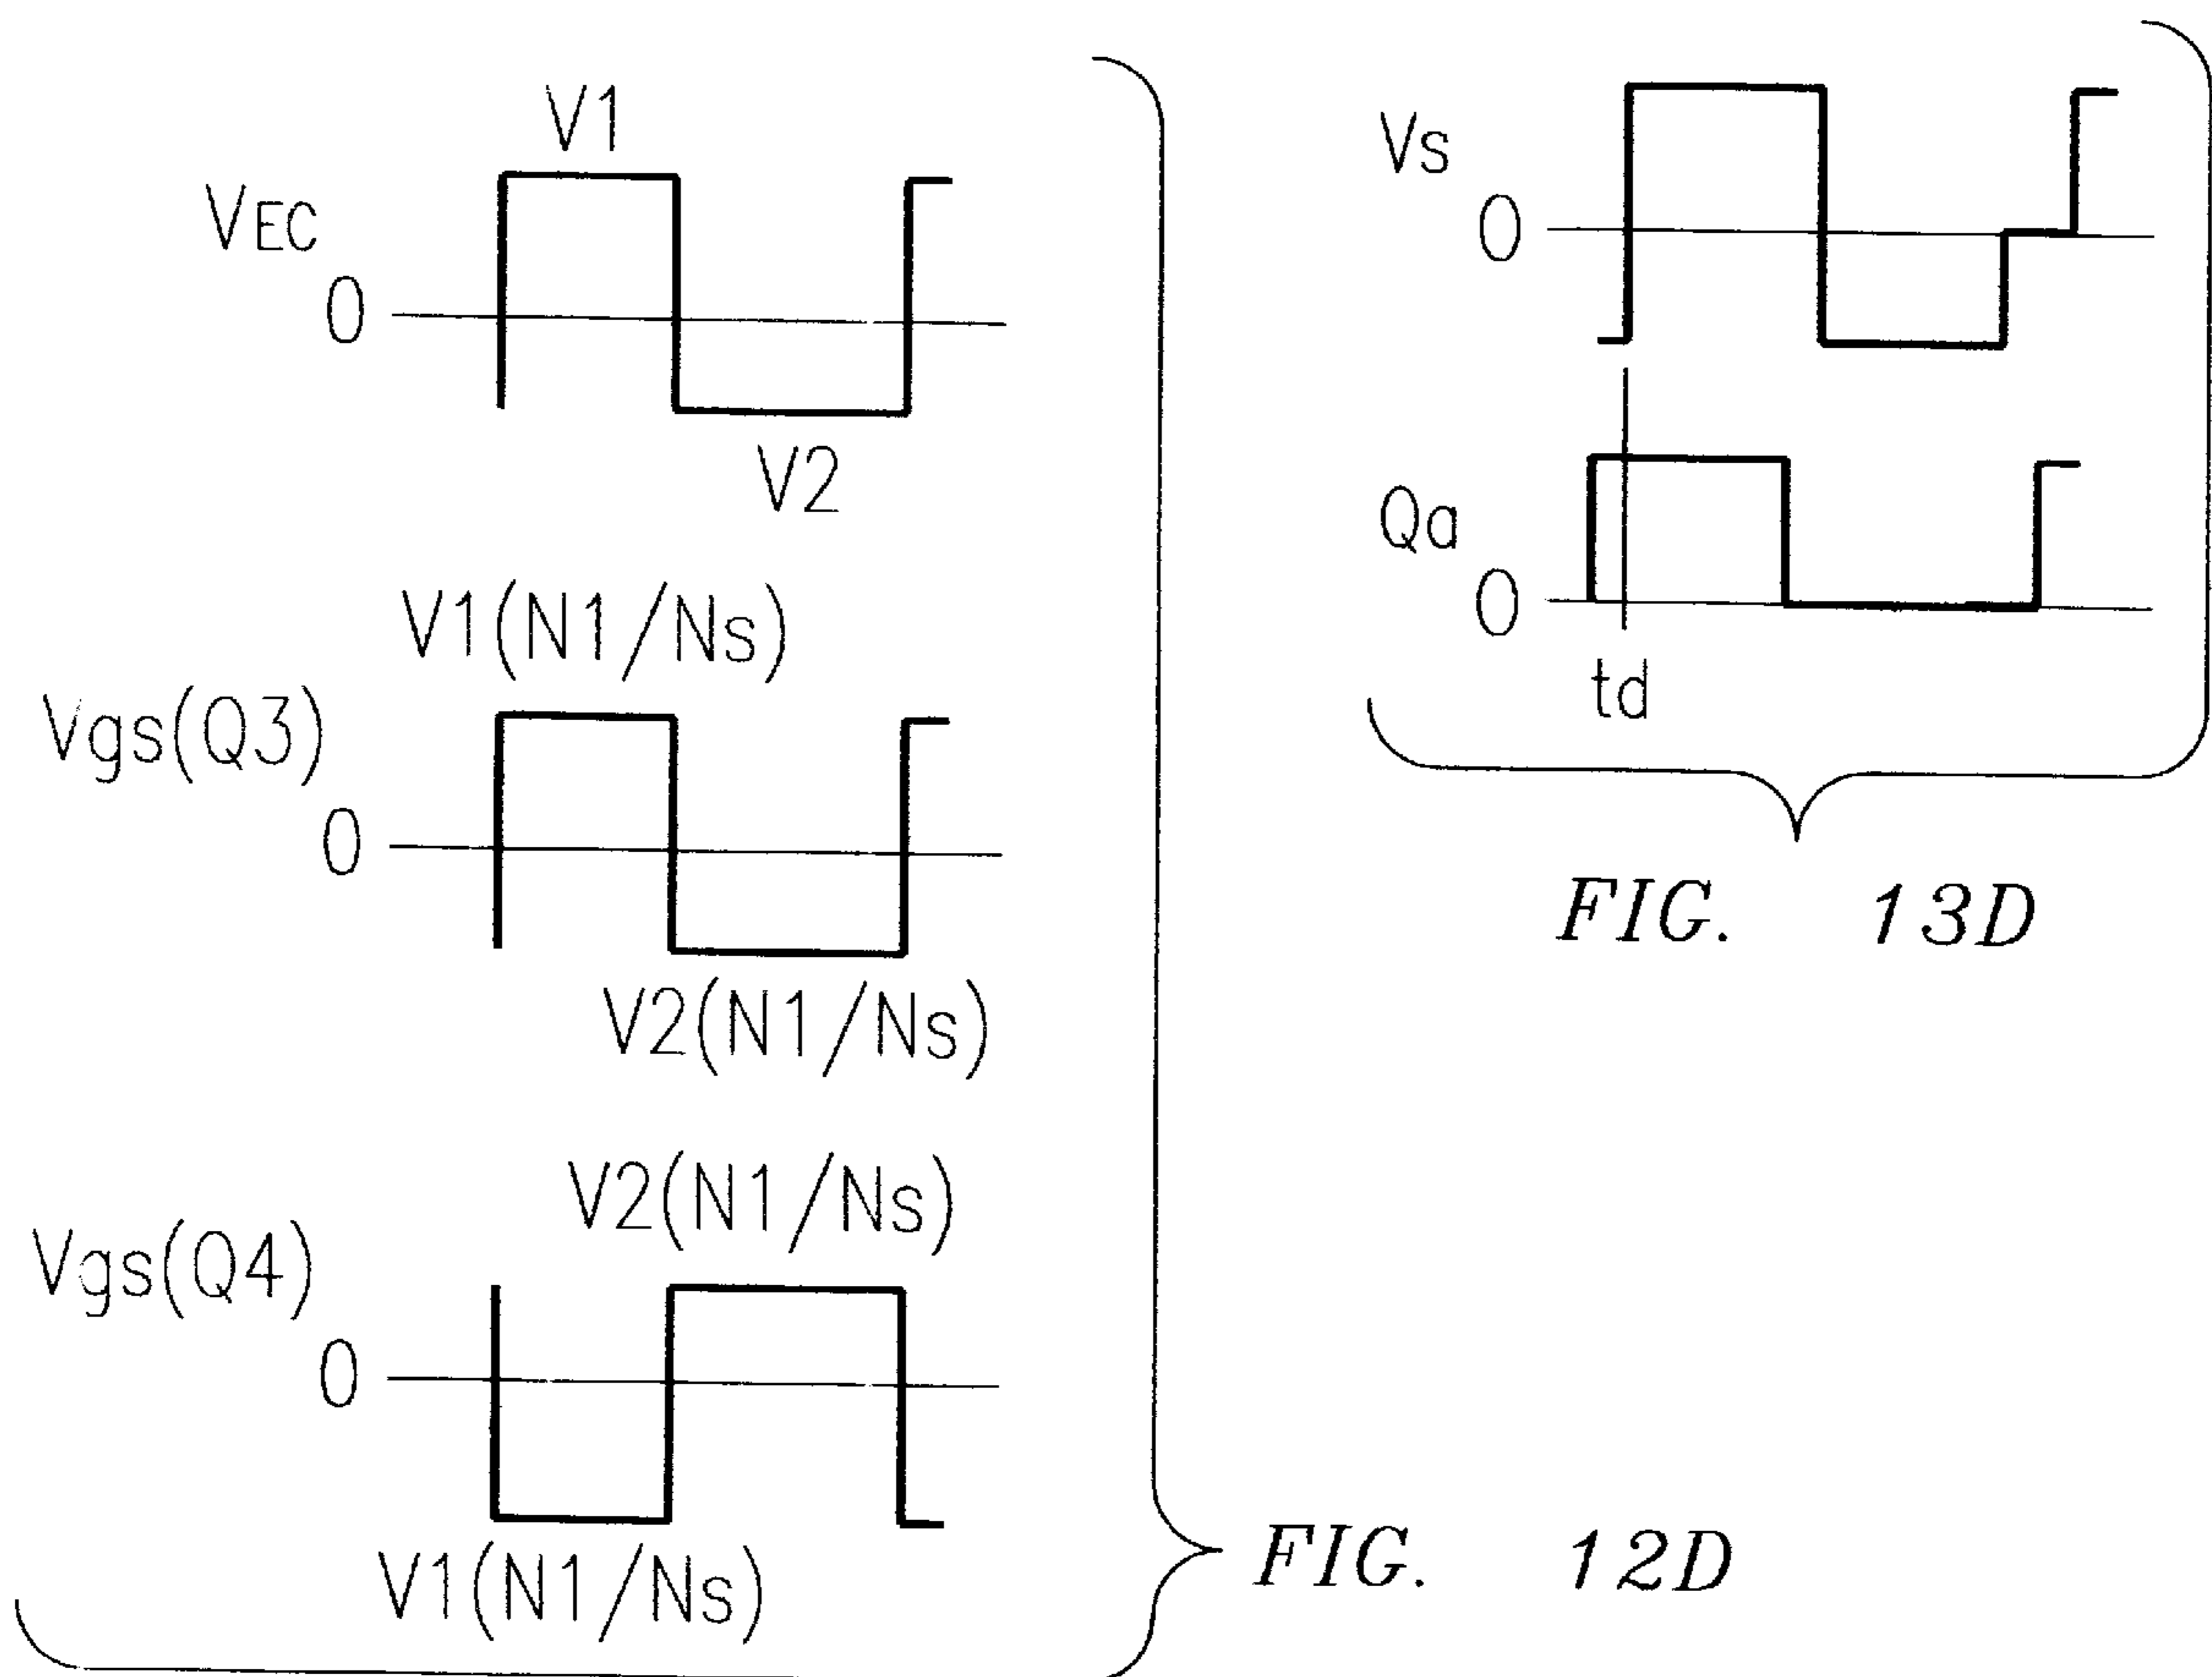 V1
VEC
0
V2
V1(N1/Ns)
Vgs(Q3)
0
V2(N1/Ns)
V2(N1/Ns)
Vgs(Q4)
0
V1(N1/Ns)
FIG. 12D
Vs
0
Qa
0
td
FIG. 13D